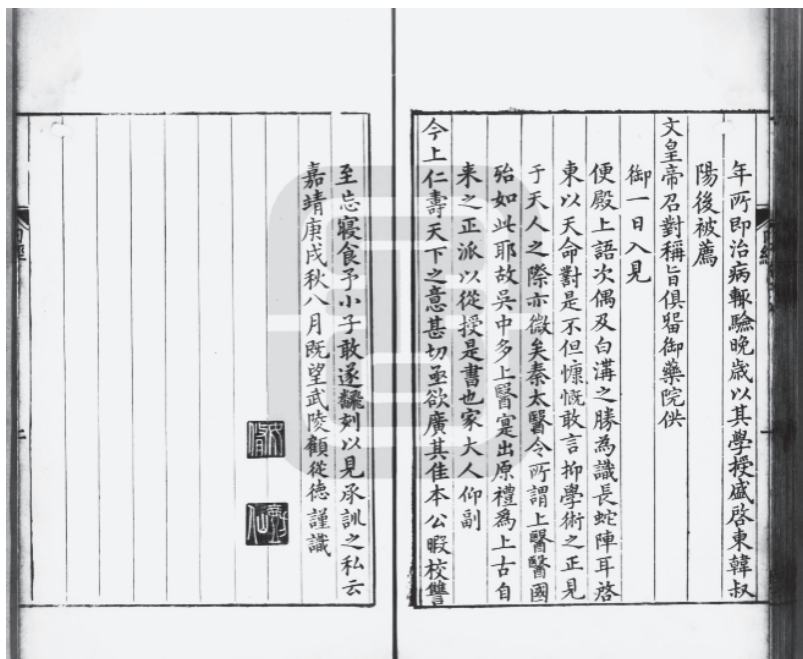 年所即治病輒驗晚歲以其學授盛啓東韓叔
陽後被薦
文皇帝召對稱旨俱留御藥院供
御一日入見
便殿上語次偶及白溝之勝為識長蛇陣耳啓
東以天命對是不但慷慨敢言抑學術之正見
于天人之際亦微矣秦太醫令所謂上醫醫國
殆如此耶故吳中多上醫寔出原禮為上古自
来之正派以從授是書也家大人仰副
今上仁壽天下之意甚切亟欲廣其佳本公暇校讐
至忘寝食予小子敢遂翻刻以見承訓之私云
嘉靖庚戌秋八月既望武陵顧從德謹識